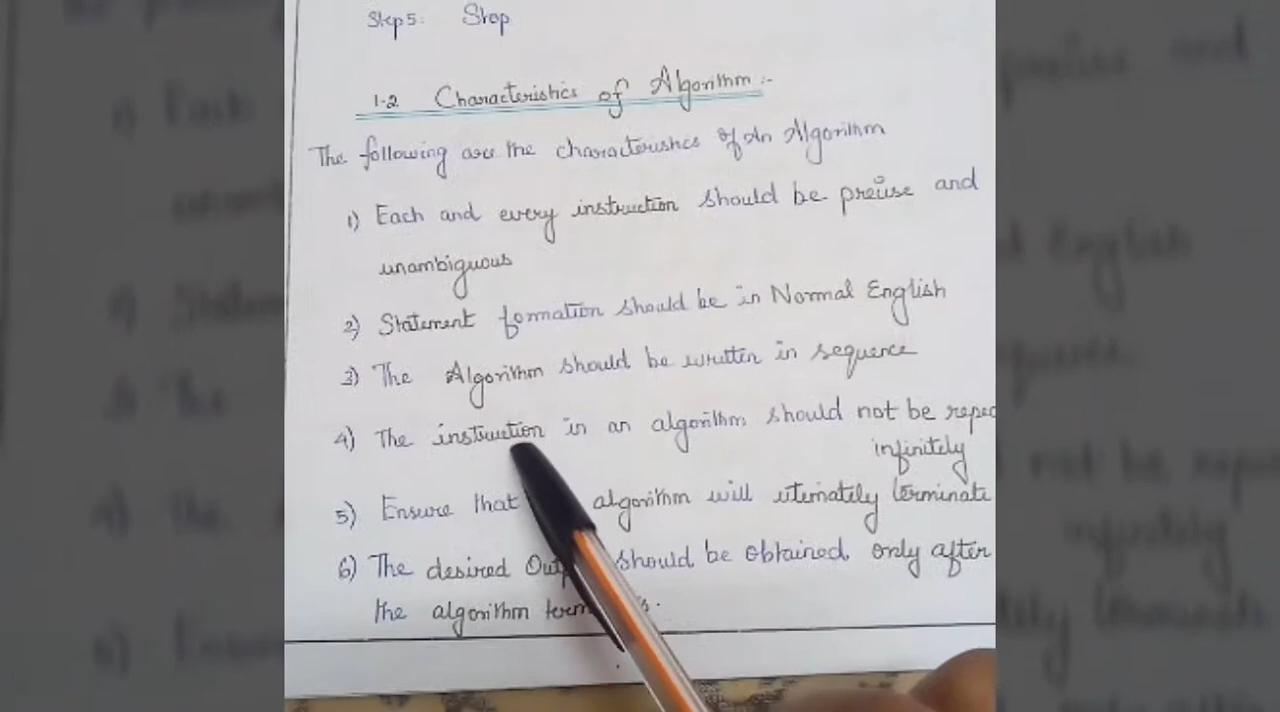 Step 5: Stop
1.2 Characteristics of Algorithm :-
The following are the characteristics of An Algorithm
1) Each and every instruction should be precise and
unambiguous
2) Statement formation should be in Normal English
3) The Algorithm should be written in sequence
4) The instruction in an algorithm should not be
infinitely
5) Ensure that algorithm will utemately terminate
6) The desired should be obtained only after
the algorithm